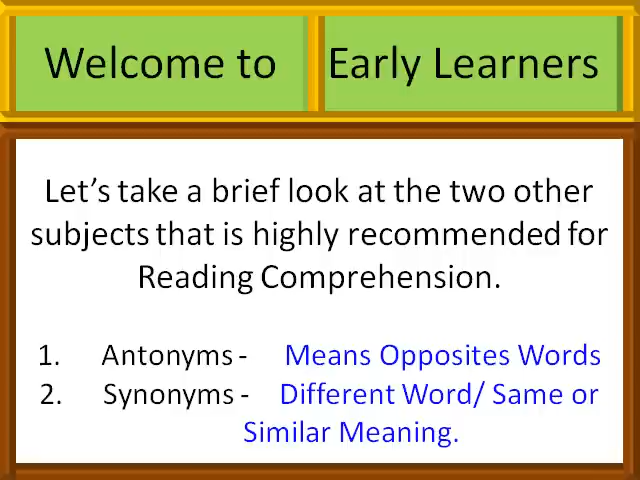 Welcome to Early Learners
Let's take a brief look at the two other
subjects that is highly recommended for
Reading Comprehension.
1. Antonyms - Means Opposites Words
2. Synonyms - Different Word/ Same or
Similar Meaning.